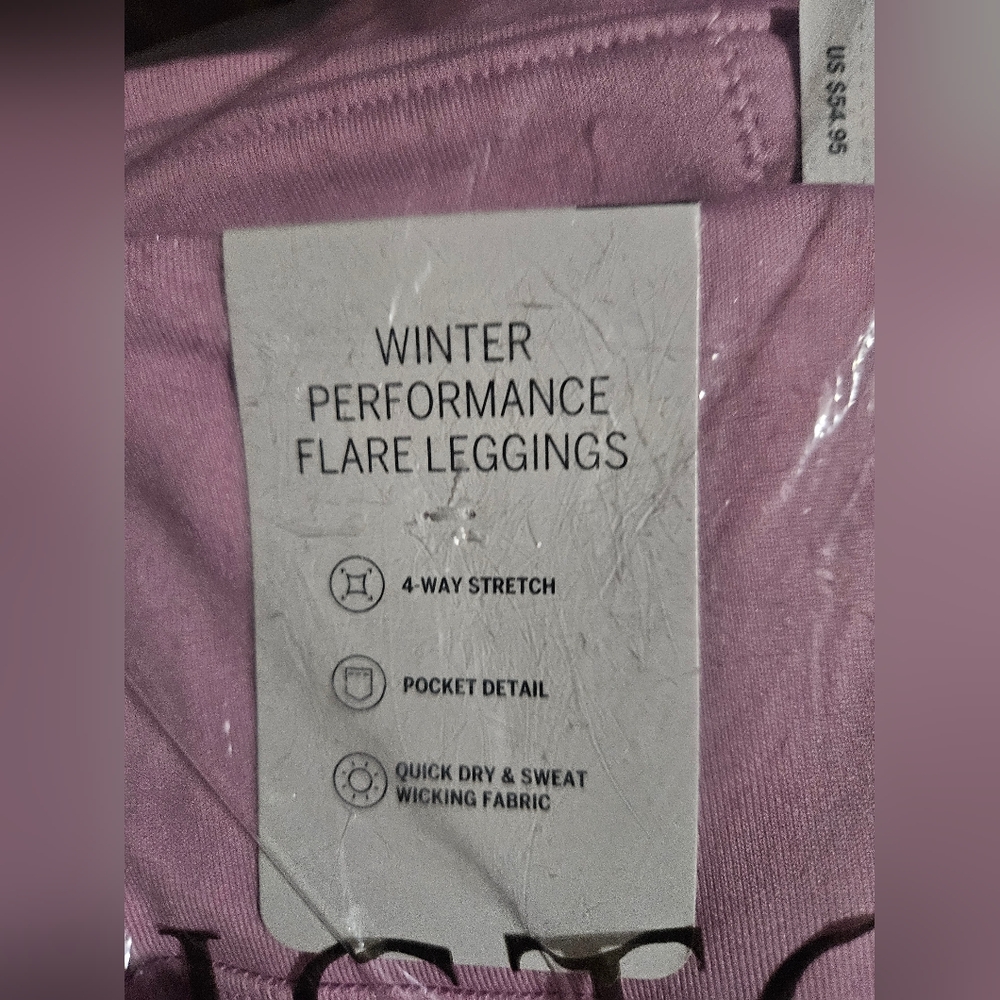 US $54.95
WINTER
PERFORMANCE
FLARE LEGGINGS
4-WAY STRETCH
POCKET DETAIL
QUICK DRY & SWEAT
WICKING FABRIC